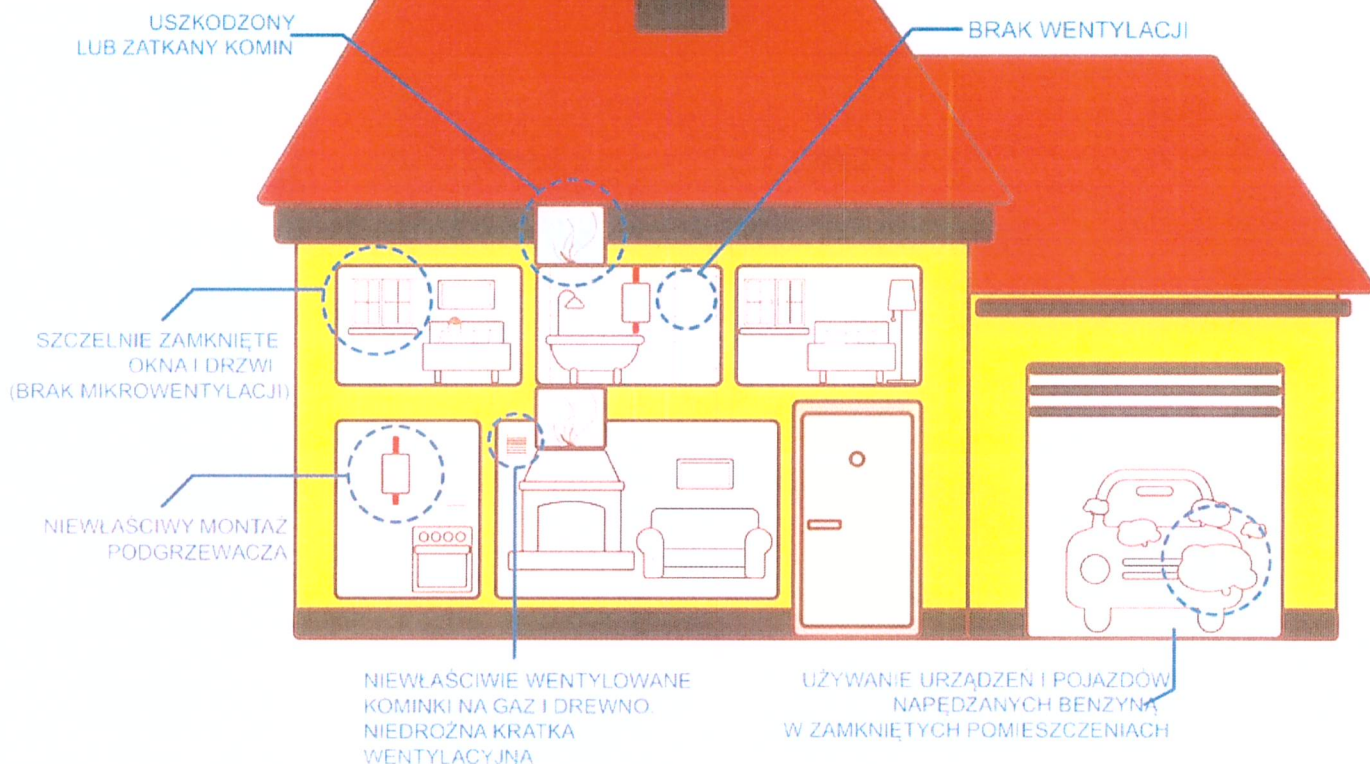 USZKODZONY
LUB ZATKANY KOMIN
BRAK WENTYLACJI
SZCZELNIE ZAMKNIĘTE
OKNA I DRZWI
(BRAK MIKROWENTYLACJI)
NIEWŁAŚCIWY MONTAŻ
PODGRZEWACZA
NIEWŁAŚCIWIE WENTYLOWANE
KOMINKI NA GAZ I DREWNO.
NIEDROŻNA KRATKA
WENTYLACYJNA
UŻYWANIE URZĄDZEŃ I POJAZDÓW
NAPĘDZANYCH BENZYNĄ
W ZAMKNIĘTYCH POMIESZCZENIACH